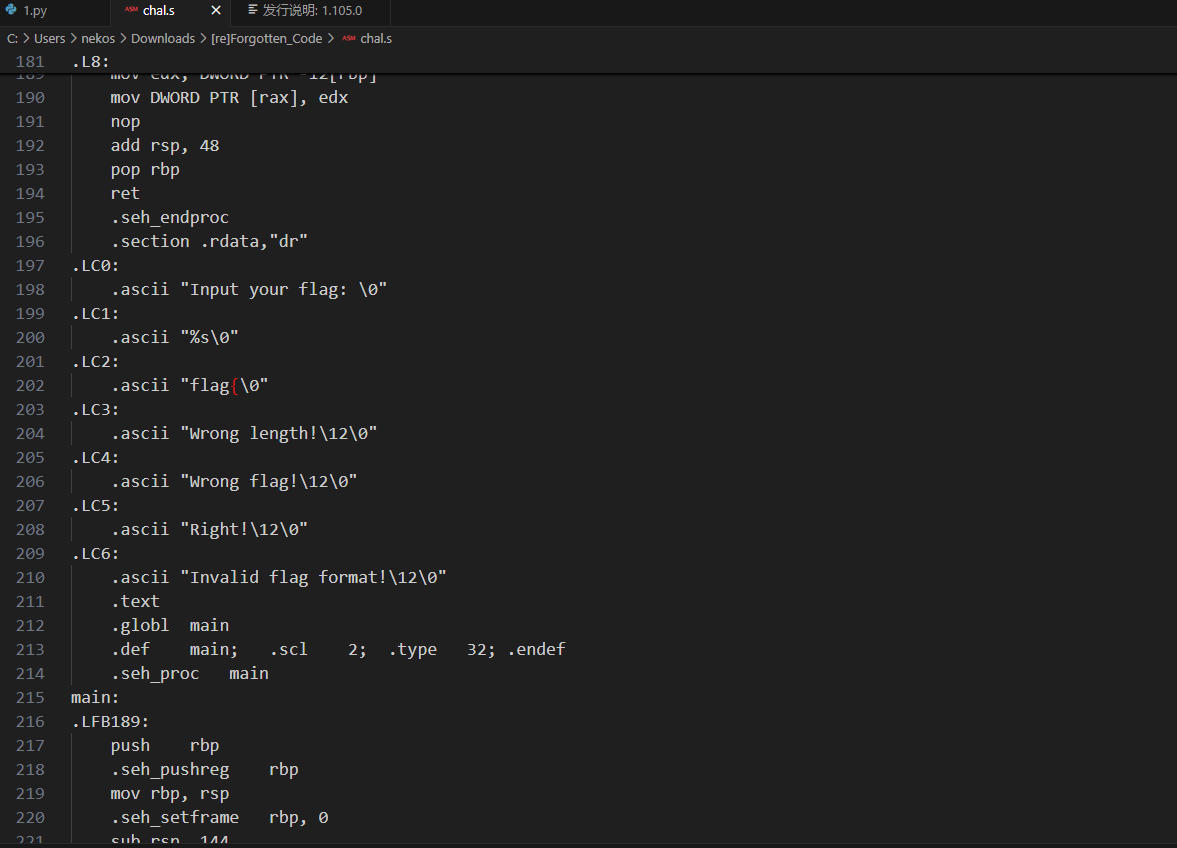 1.py chal.s 发行说明: 1.105.0
C: > Users > nekos > Downloads > [re]Forgotten_Code > ASM chal.s
181 .L8:
189 mov edx, DWORD PTR -12[rbp]
190 mov DWORD PTR [rax], edx
191 nop
192 add rsp, 48
193 pop rbp
194 ret
195 .seh_endproc
196 .section .rdata,"dr"
197 .LC0:
198 .ascii "Input your flag: \0"
199 .LC1:
200 .ascii "%s\0"
201 .LC2:
202 .ascii "flag{\0"
203 .LC3:
204 .ascii "Wrong length!\12\0"
205 .LC4:
206 .ascii "Wrong flag!\12\0"
207 .LC5:
208 .ascii "Right!\12\0"
209 .LC6:
210 .ascii "Invalid flag format!\12\0"
211 .text
212 .globl main
213 .def main; .scl 2; .type 32; .endef
214 .seh_proc main
215 main:
216 .LFB189:
217 push rbp
218 .seh_pushreg rbp
219 mov rbp, rsp
220 .seh_setframe rbp, 0
221 sub rsp, 144